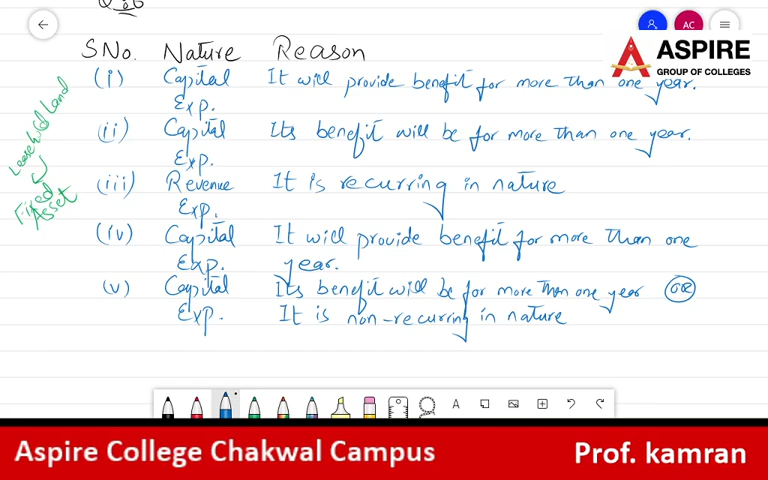 Q.6
AC
ASPIRE
GROUP OF COLLEGES
S No. Nature Reason
(i) Capital Exp. It will provide benefit for more than one year.
(ii) Capital Exp. Its benefit will be for more than one year.
(iii) Revenue Exp. It is recurring in nature
(iv) Capital Exp. It will provide benefit for more than one year.
(v) Capital Exp. Its benefit will be for more than one year OR
It is non-recurring in nature
Leasehold Land
Fixed
Asset
A
Aspire College Chakwal Campus Prof. kamran